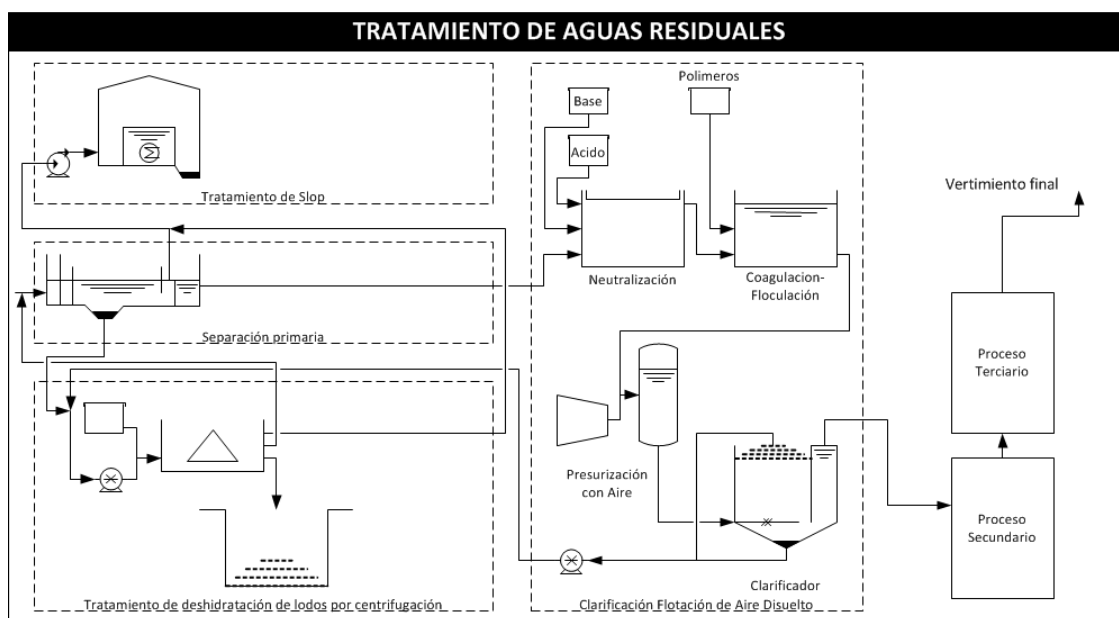 TRATAMIENTO DE AGUAS RESIDUALES
Tratamiento de Slop
Separación primaria
Tratamiento de deshidratación de lodos por centrifugación
Base
Polimeros
Acido
Neutralización
Coagulacion-
Floculación
Presurización
con Aire
Clarificador
Clarificación Flotación de Aire Disuelto
Vertimiento final
Proceso
Terciario
Proceso
Secundario